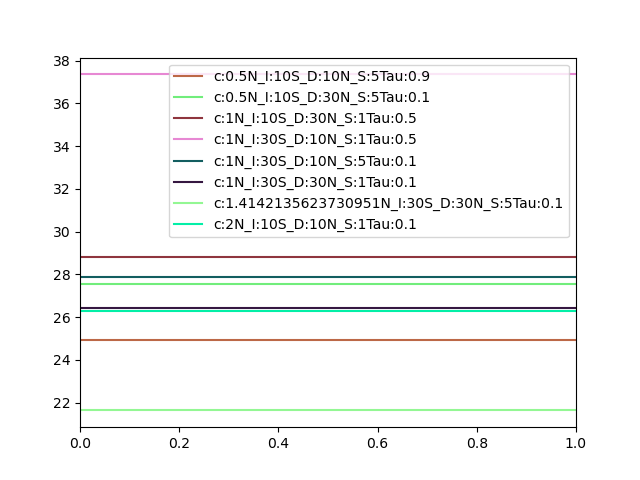 38
36
34
32
30
28
26
24
22
c:0.5N_I:10S_D:10N_S:5Tau:0.9
c:0.5N_I:10S_D:30N_S:5Tau:0.1
c:1N_I:10S_D:30N_S:1Tau:0.5
c:1N_I:30S_D:10N_S:1Tau:0.5
c:1N_I:30S_D:10N_S:5Tau:0.1
c:1N_I:30S_D:30N_S:1Tau:0.1
c:1.4142135623730951N_I:30S_D:30N_S:5Tau:0.1
c:2N_I:10S_D:10N_S:1Tau:0.1
0.0 0.2 0.4 0.6 0.8 1.0